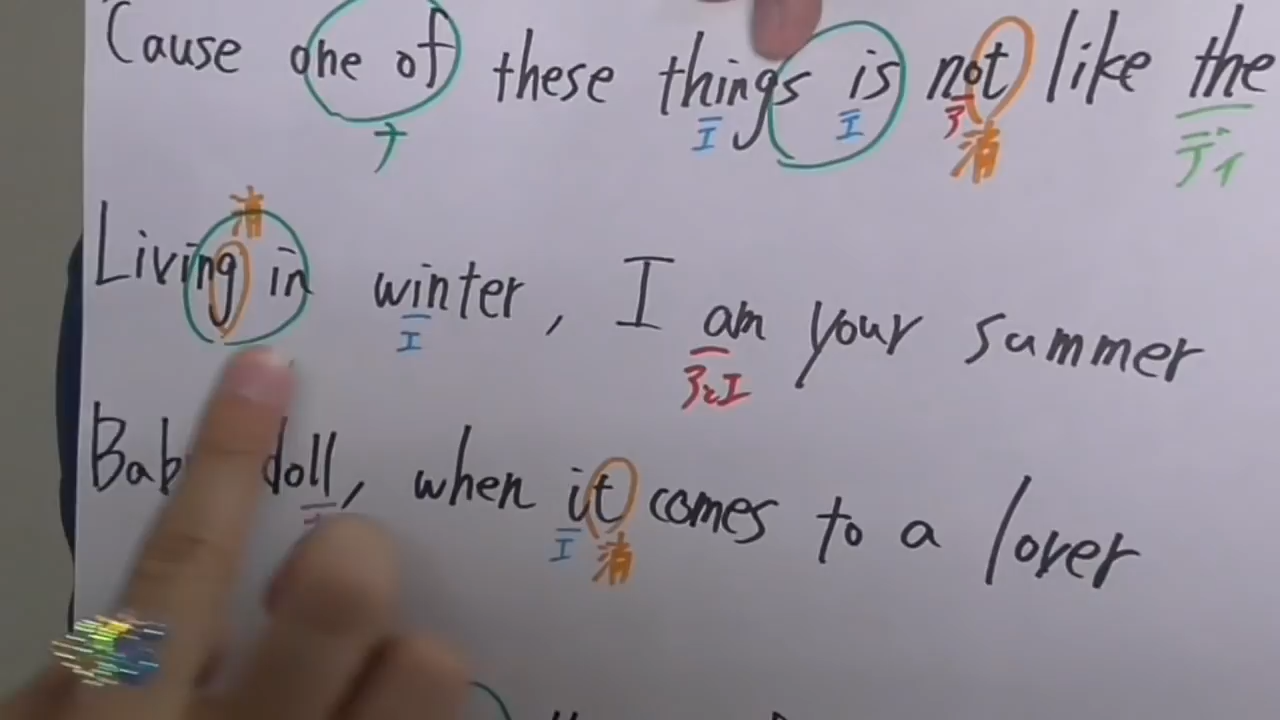 'Cause one of these things is not like the
ナ エ エ ア 消 ディ
消
Living in winter, I am your summer
エ アとエ
doll, when it comes to a lover
エ 消